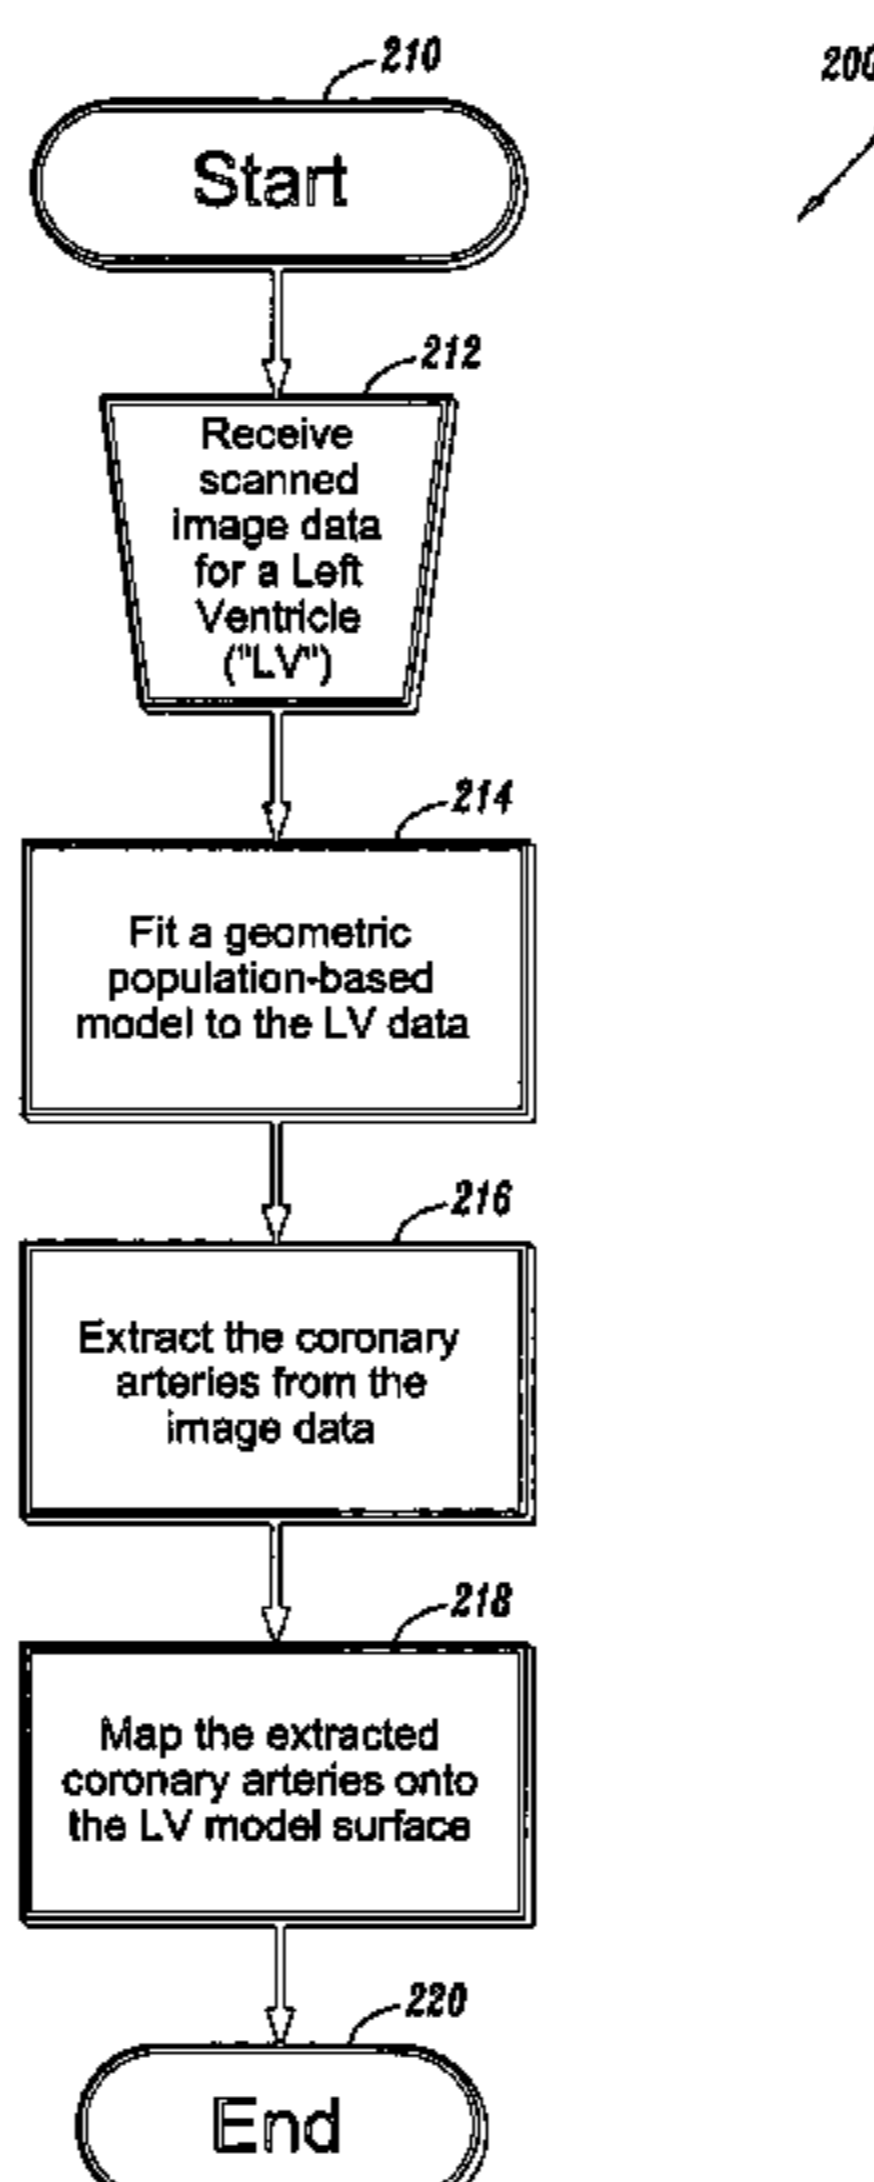 210
200
Start
212
Receive
scanned
image data
for a Left
Ventricle
("LV")
214
Fit a geometric
population-based
model to the LV data
216
Extract the coronary
arteries from the
image data
218
Map the extracted
coronary arteries onto
the LV model surface
220
End